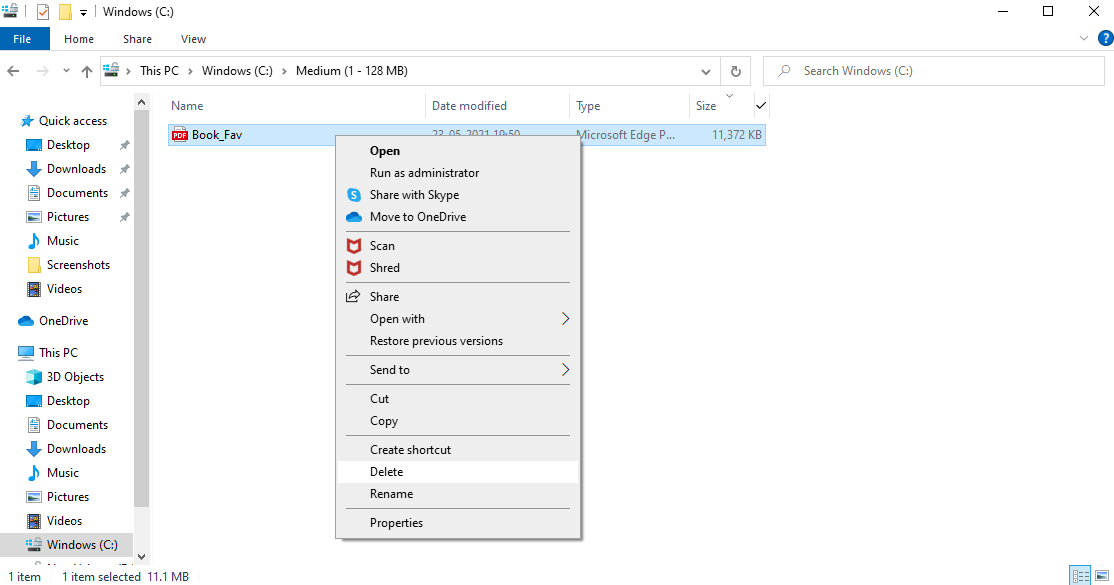 Windows (C:)
File Home Share View
This PC Windows (C:) Medium (1 - 128 MB) Search Windows (C:)
Name Date modified Type Size
PDF Book_Fav 23-05-2021 19:50 Microsoft Edge P... 11,372 KB
Quick access
Desktop
Downloads
Documents
Pictures
Music
Screenshots
Videos
OneDrive
This PC
3D Objects
Desktop
Documents
Downloads
Music
Pictures
Videos
Windows (C:)
Open
Run as administrator
Share with Skype
Move to OneDrive
Scan
Shred
Share
Open with
Restore previous versions
Send to
Cut
Copy
Create shortcut
Delete
Rename
Properties
1 item 1 item selected 11.1 MB